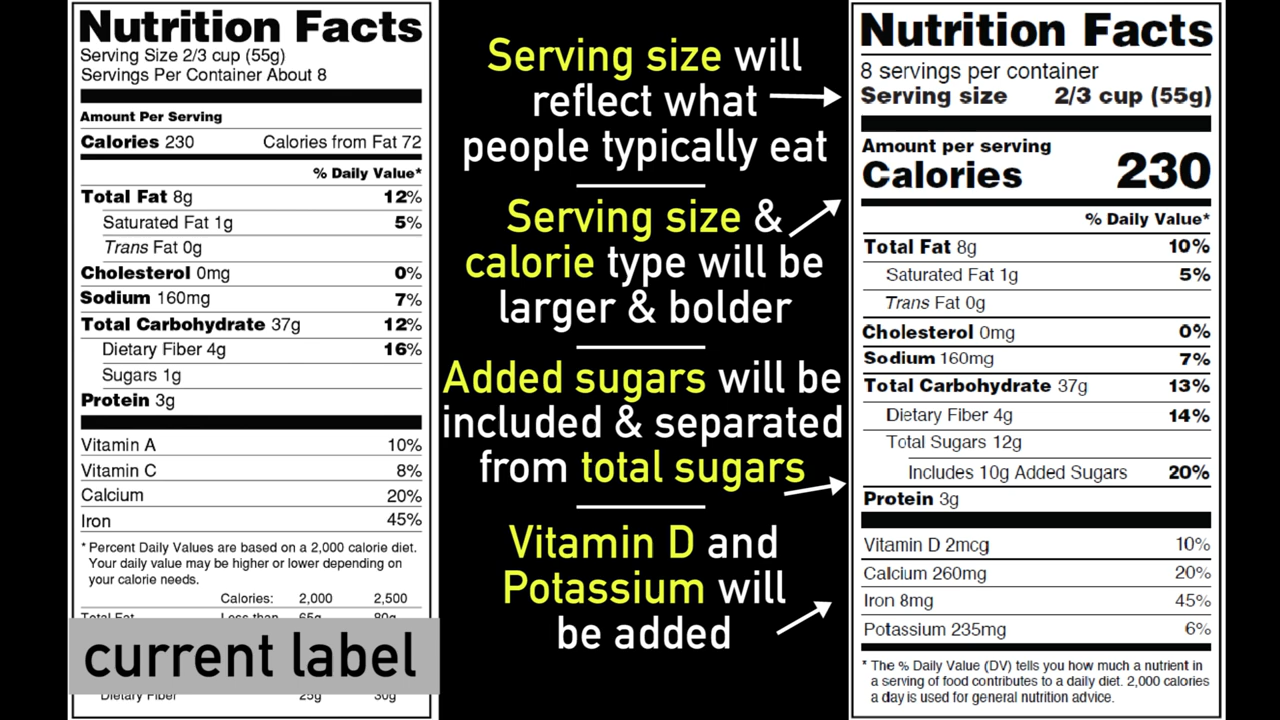 Nutrition Facts
Serving Size 2/3 cup (55g)
Servings Per Container About 8
Amount Per Serving
Calories 230 Calories from Fat 72
% Daily Value*
Total Fat 8g 12%
Saturated Fat 1g 5%
Trans Fat 0g
Cholesterol 0mg 0%
Sodium 160mg 7%
Total Carbohydrate 37g 12%
Dietary Fiber 4g 16%
Sugars 1g
Protein 3g
Vitamin A 10%
Vitamin C 8%
Calcium 20%
Iron 45%
* Percent Daily Values are based on a 2,000 calorie diet.
Your daily value may be higher or lower depending on
your calorie needs.
Calories: 2,000 2,500
Total Fat Less than 65g 80g
current label
Dietary Fiber 25g 30g
Serving size will
reflect what
people typically eat
Serving size &
calorie type will be
larger & bolder
Added sugars will be
included & separated
from total sugars
Vitamin D and
Potassium will
be added
Nutrition Facts
8 servings per container
Serving size 2/3 cup (55g)
Amount per serving
Calories 230
% Daily Value*
Total Fat 8g 10%
Saturated Fat 1g 5%
Trans Fat 0g
Cholesterol 0mg 0%
Sodium 160mg 7%
Total Carbohydrate 37g 13%
Dietary Fiber 4g 14%
Total Sugars 12g
Includes 10g Added Sugars 20%
Protein 3g
Vitamin D 2mcg 10%
Calcium 260mg 20%
Iron 8mg 45%
Potassium 235mg 6%
* The % Daily Value (DV) tells you how much a nutrient in
a serving of food contributes to a daily diet. 2,000 calories
a day is used for general nutrition advice.